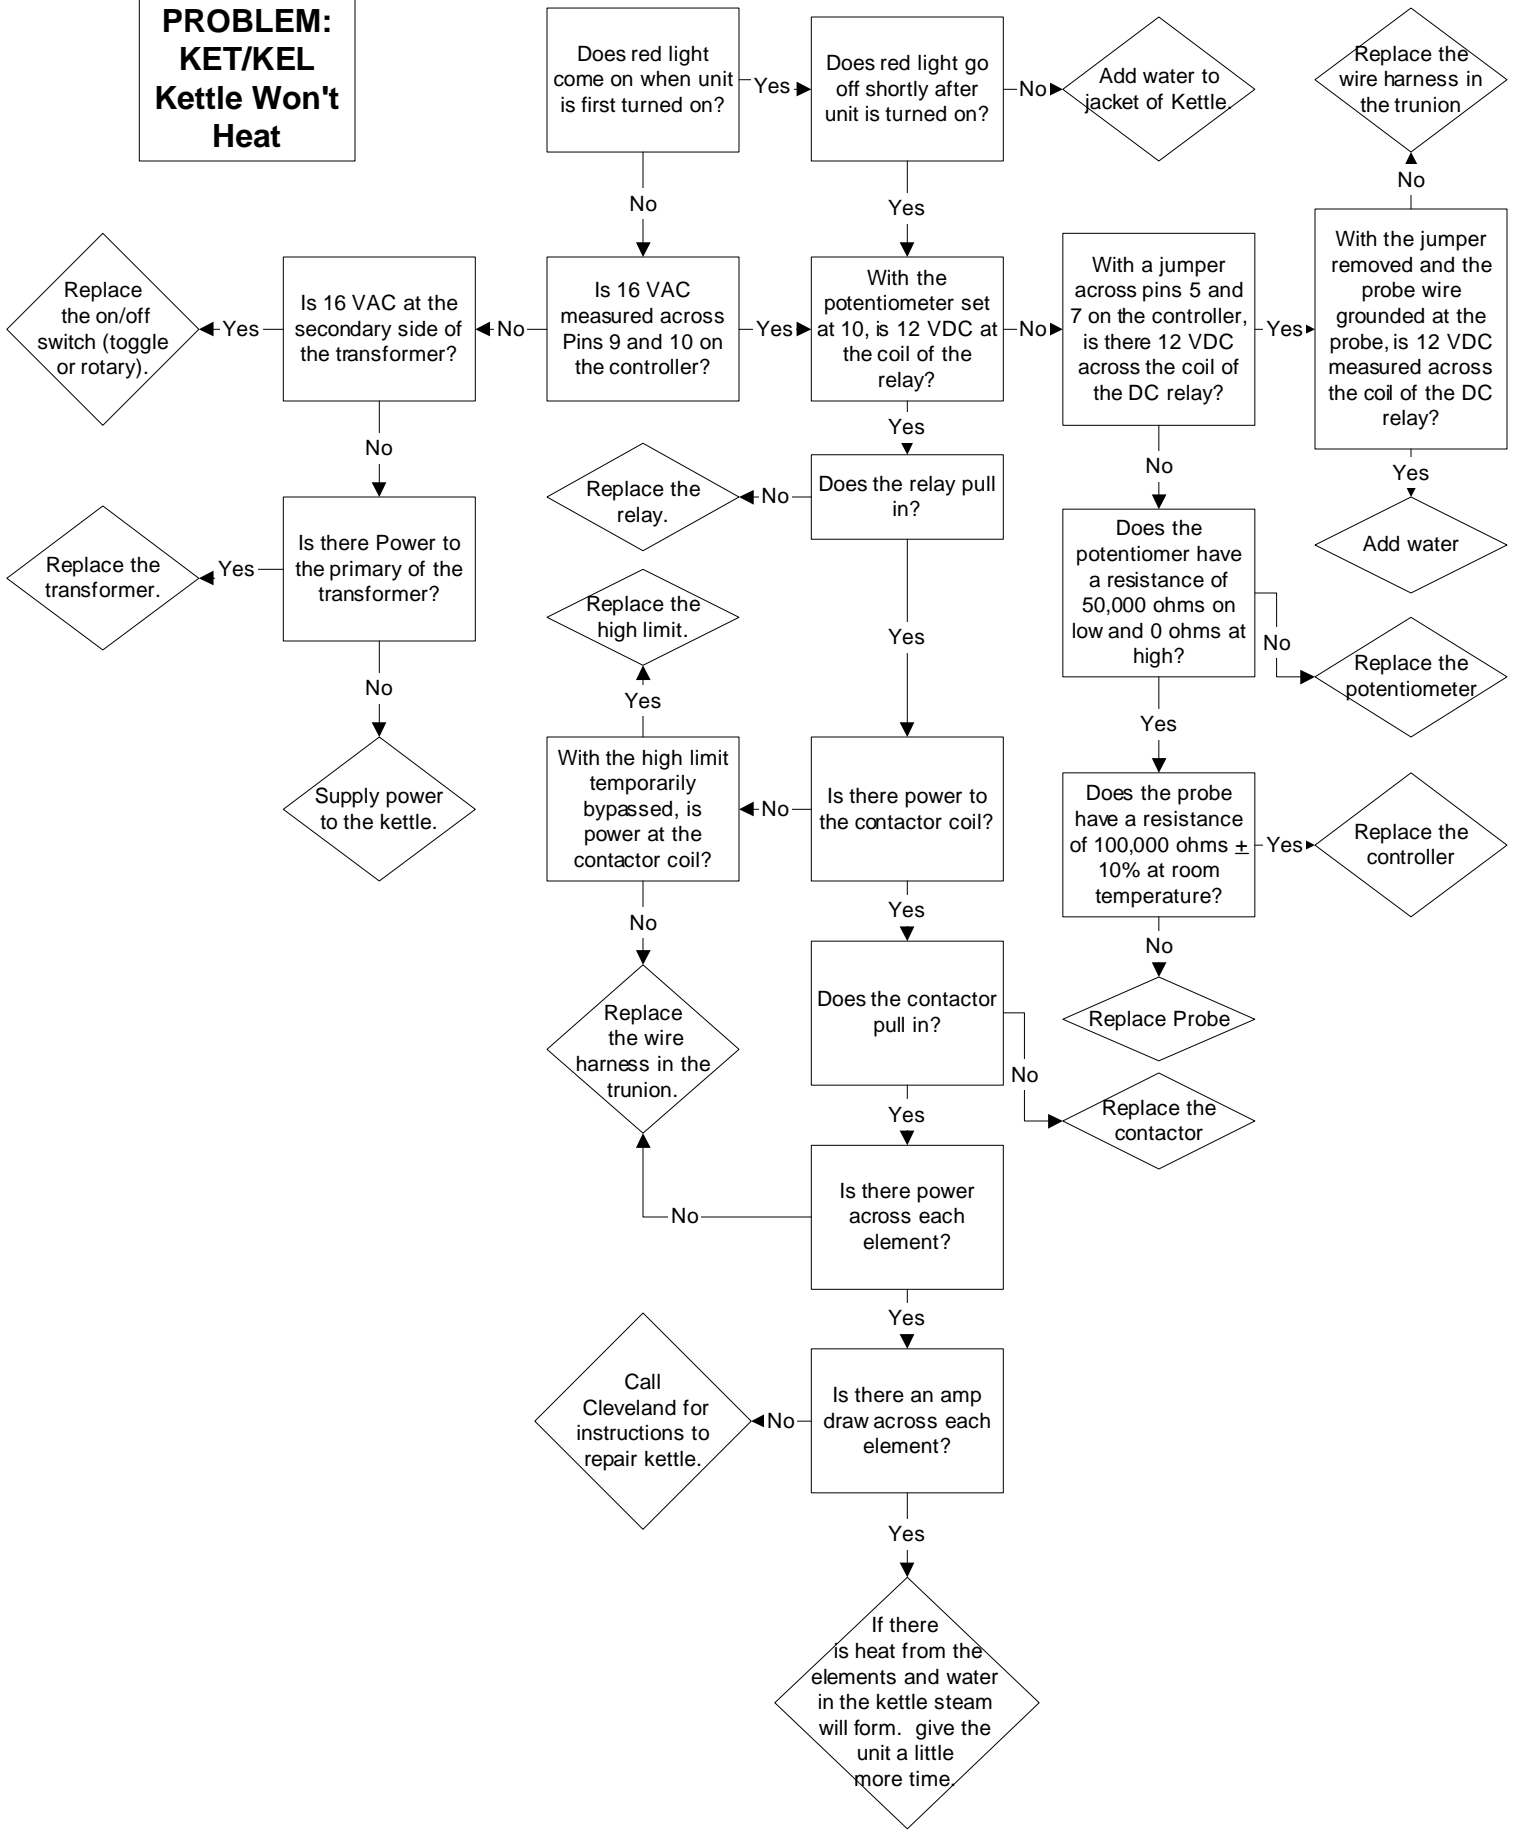 PROBLEM:
KET/KEL
Kettle Won't
Heat
Does red light
come on when unit
is first turned on?
Yes
Does red light go
off shortly after
unit is turned on?
No
Add water to
jacket of Kettle.
Replace the
wire harness in
the trunion
No
No
Yes
Replace
the on/off
switch (toggle
or rotary).
Yes
Is 16 VAC at the
secondary side of
the transformer?
No
Is 16 VAC
measured across
Pins 9 and 10 on
the controller?
Yes
With the
potentiometer set
at 10, is 12 VDC at
the coil of the
relay?
No
With a jumper
across pins 5 and
7 on the controller,
is there 12 VDC
across the coil of
the DC relay?
Yes
With the jumper
removed and the
probe wire
grounded at the
probe, is 12 VDC
measured across
the coil of the DC
relay?
No
Yes
No
Yes
Replace the
relay.
No
Does the relay pull
in?
Add water
Replace the
transformer.
Yes
Is there Power to
the primary of the
transformer?
Does the
potentiomer have
a resistance of
50,000 ohms on
low and 0 ohms at
high?
No
Replace the
potentiometer
Replace the
high limit.
Yes
No
Yes
Yes
Supply power
to the kettle.
With the high limit
temporarily
bypassed, is
power at the
contactor coil?
No
Is there power to
the contactor coil?
Does the probe
have a resistance
of 100,000 ohms ±
10% at room
temperature?
Yes
Replace the
controller
No
Yes
No
Replace
the wire
harness in the
trunion.
Does the contactor
pull in?
No
Replace Probe
Replace the
contactor
Yes
No
Is there power
across each
element?
Yes
Call
Cleveland for
instructions to
repair kettle.
No
Is there an amp
draw across each
element?
Yes
If there
is heat from the
elements and water
in the kettle steam
will form. give the
unit a little
more time.